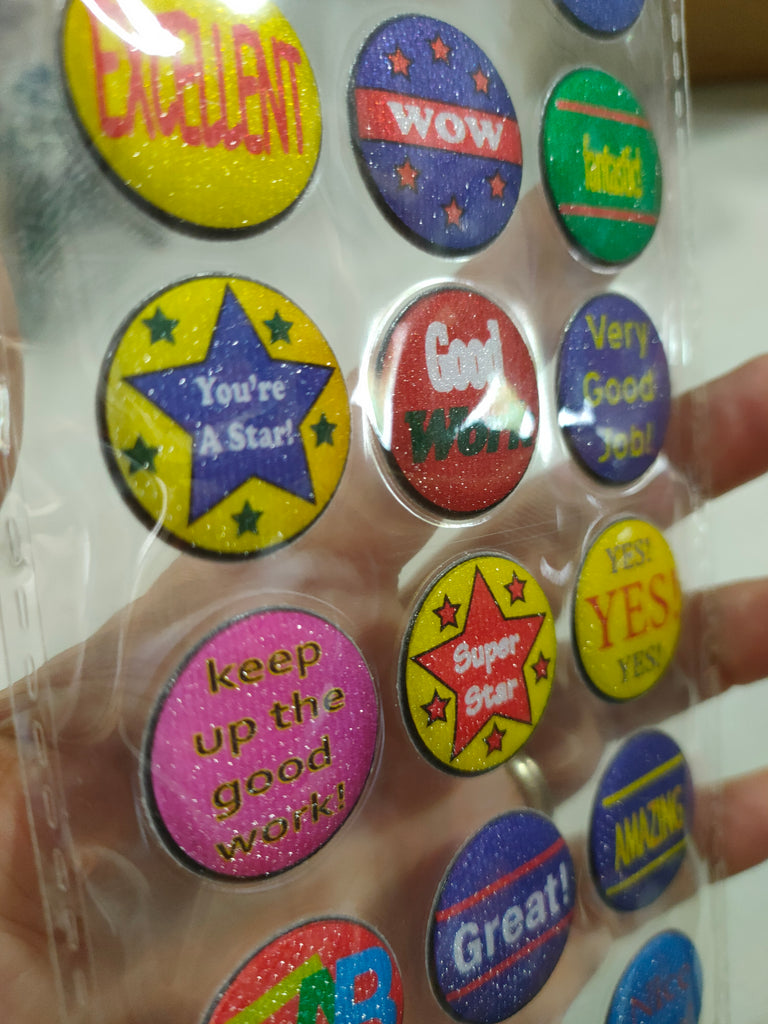 EXCELLENT
WOW
fantastic!
You're
A Star!
Good
Work
Very
Good
Job!
keep
up the
good
work!
Super
Star
YES!
YES!
YES!
Great!
AMAZING